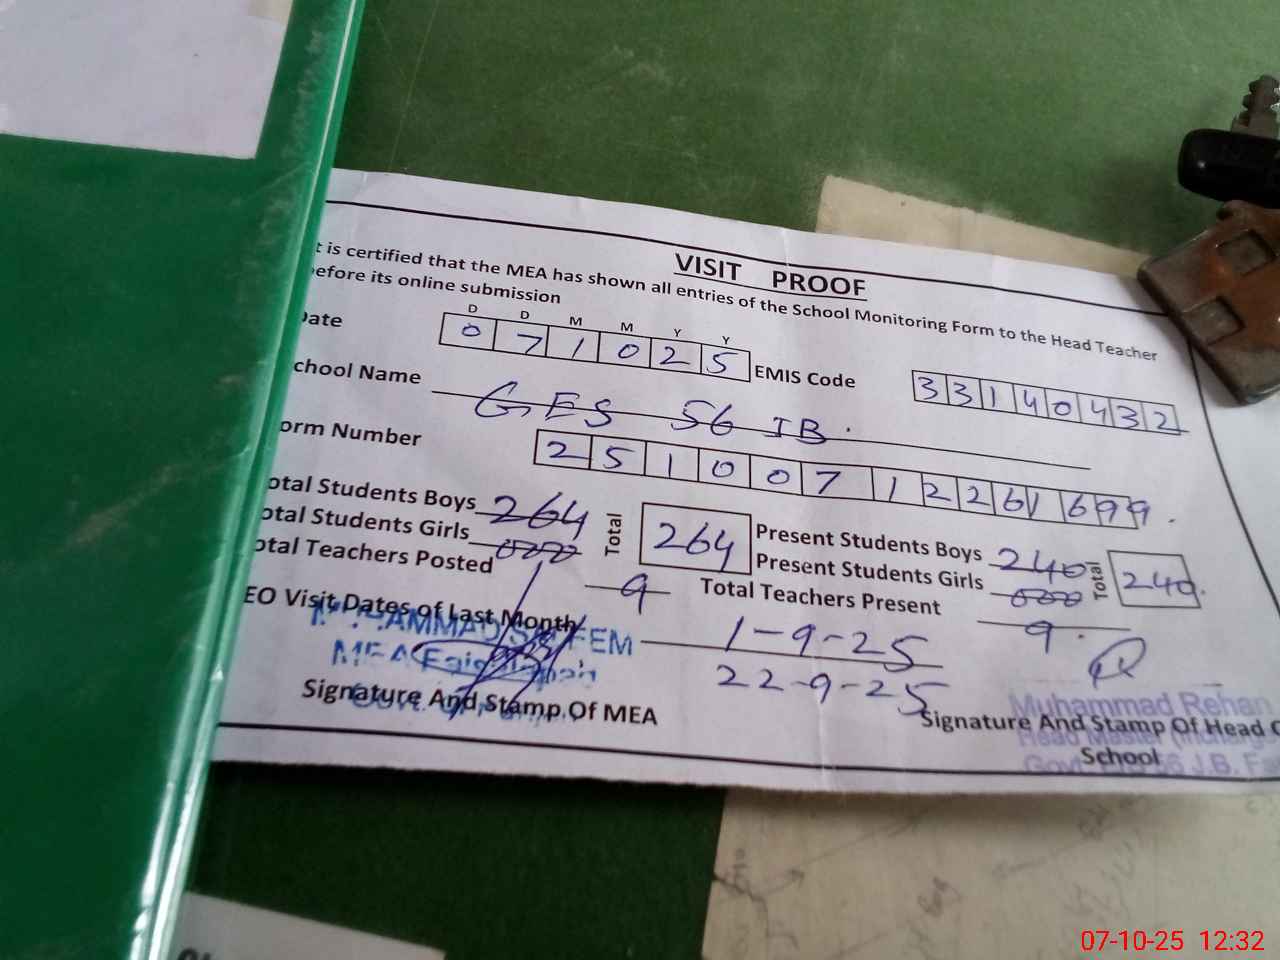 VISIT PROOF
t is certified that the MEA has shown all entries of the School Monitoring Form to the Head Teacher
before its online submission
D D M M Y Y
Date 0 7 1 0 2 5 EMIS Code 3 3 1 4 0 4 3 2
chool Name GES 56 JB.
orm Number 2 5 1 0 0 7 1 2 2 6 1 6 9 9
otal Students Boys 264 Total 264 Present Students Boys 240 Total 240
otal Students Girls 000 Present Students Girls 000
otal Teachers Posted 9 Total Teachers Present 9
EO Visit Dates of Last Month 1-9-25
22-9-25
MEA
Signature And Stamp Of MEA
Muhammad Rehan
Signature And Stamp Of Head
School
56 J.B.
07-10-25 12:32